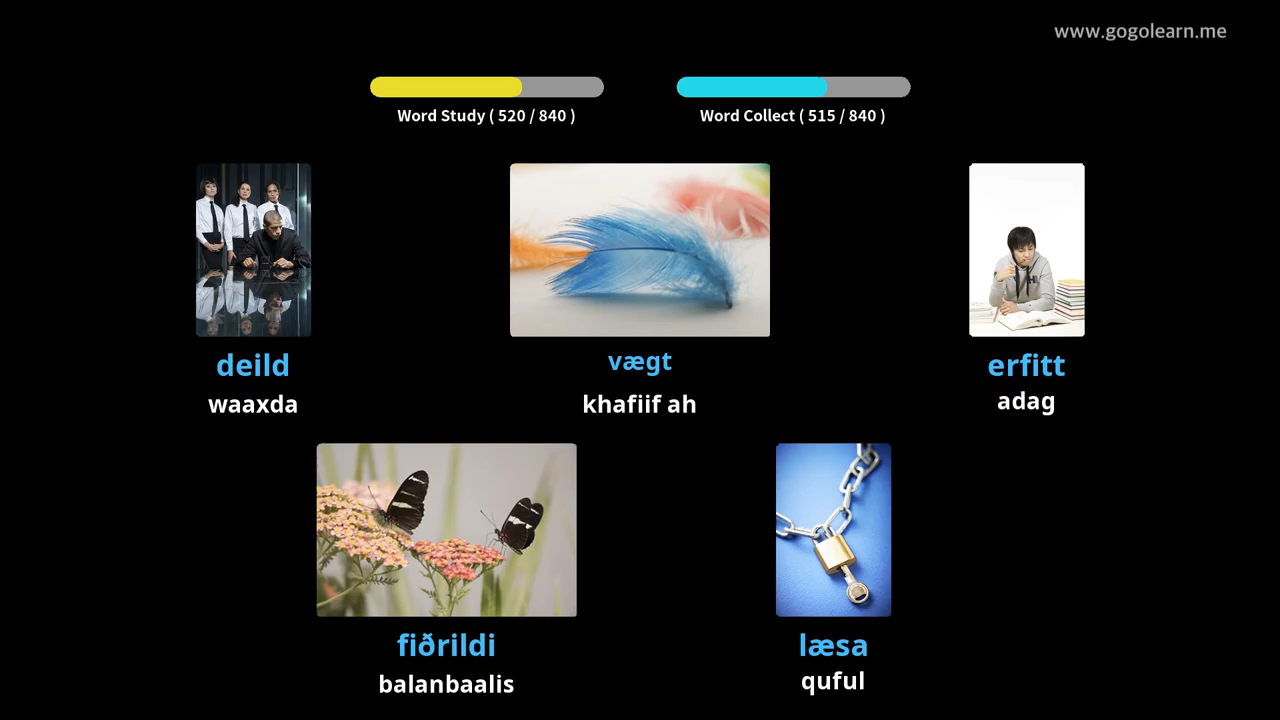 www.gogolearn.me
Word Study ( 520 / 840 )
Word Collect ( 515 / 840 )
deild
waaxda
vægt
khafiif ah
erfitt
adag
fiðrildi
balanbaalis
læsa
quful